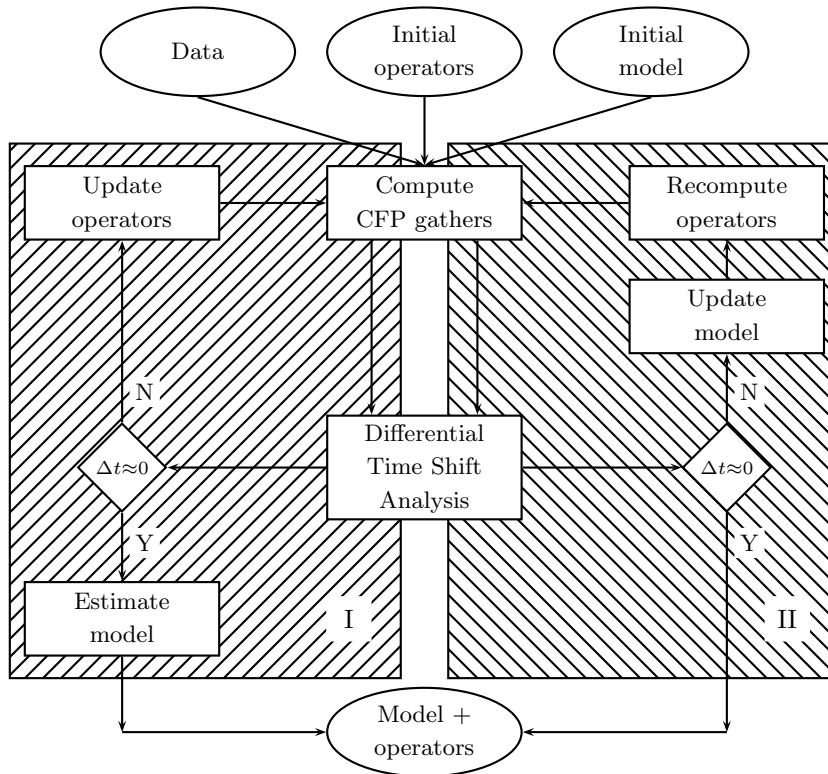 Data
Initial
operators
Initial
model
Update
operators
Compute
CFP gathers
Recompute
operators
Update
model
N
N
Differential
Time Shift
Analysis
Δt≈0
Δt≈0
Y
Y
Estimate
model
I
II
Model +
operators